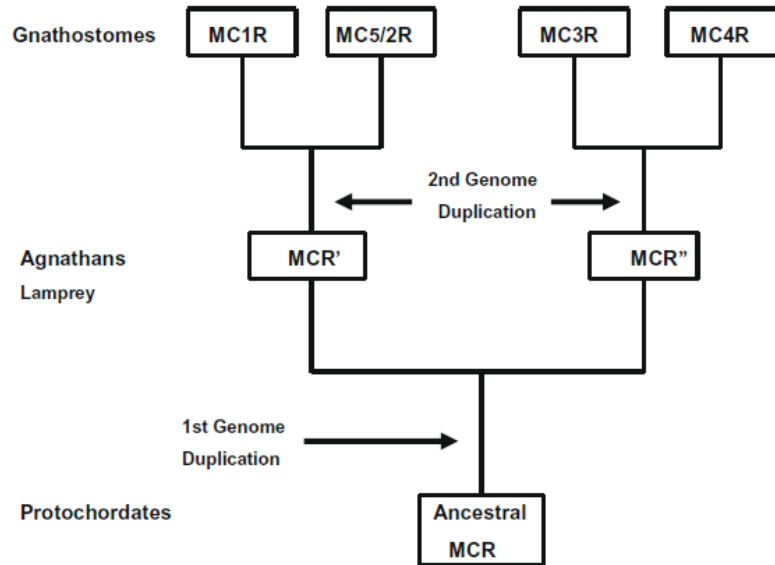 Gnathostomes
MC1R
MC5/2R
MC3R
MC4R
2nd Genome
Duplication
Agnathans
Lamprey
MCR’
MCR”
1st Genome
Duplication
Protochordates
Ancestral
MCR